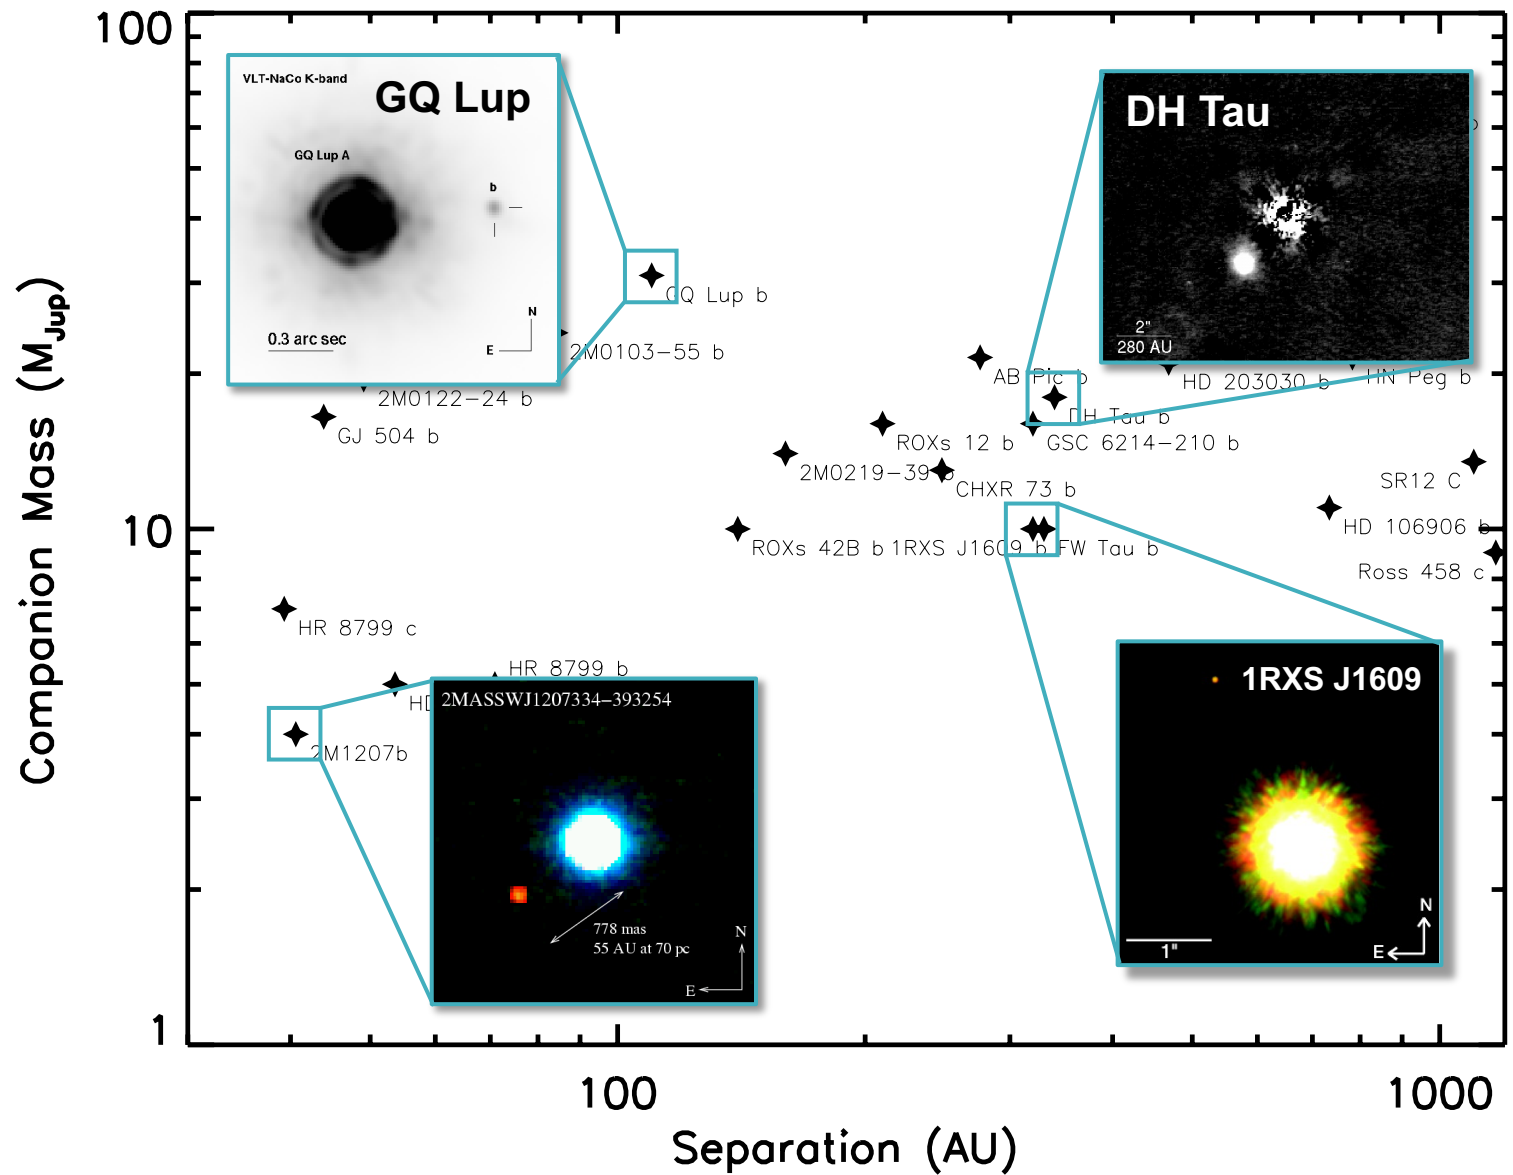 100
10
1
Companion Mass (MJup)
100
1000
Separation (AU)
VLT-NaCo K-band
GQ Lup
GQ Lup A
b
0.3 arc sec
N
E
GQ Lup b
2M0103-55 b
2M0122-24 b
GJ 504 b
DH Tau
2"
280 AU
AB Pic b
HD 203030 b
HN Peg b
DH Tau b
ROXs 12 b
GSC 6214-210 b
2M0219-39 b
CHXR 73 b
SR12 C
HD 106906 b
ROXs 42B b
1RXS J1609 b
FW Tau b
Ross 458 c
HR 8799 c
HR 8799 b
HD
2M1207b
2MASSWJ1207334-393254
778 mas
55 AU at 70 pc
N
E
1RXS J1609
1"
N
E